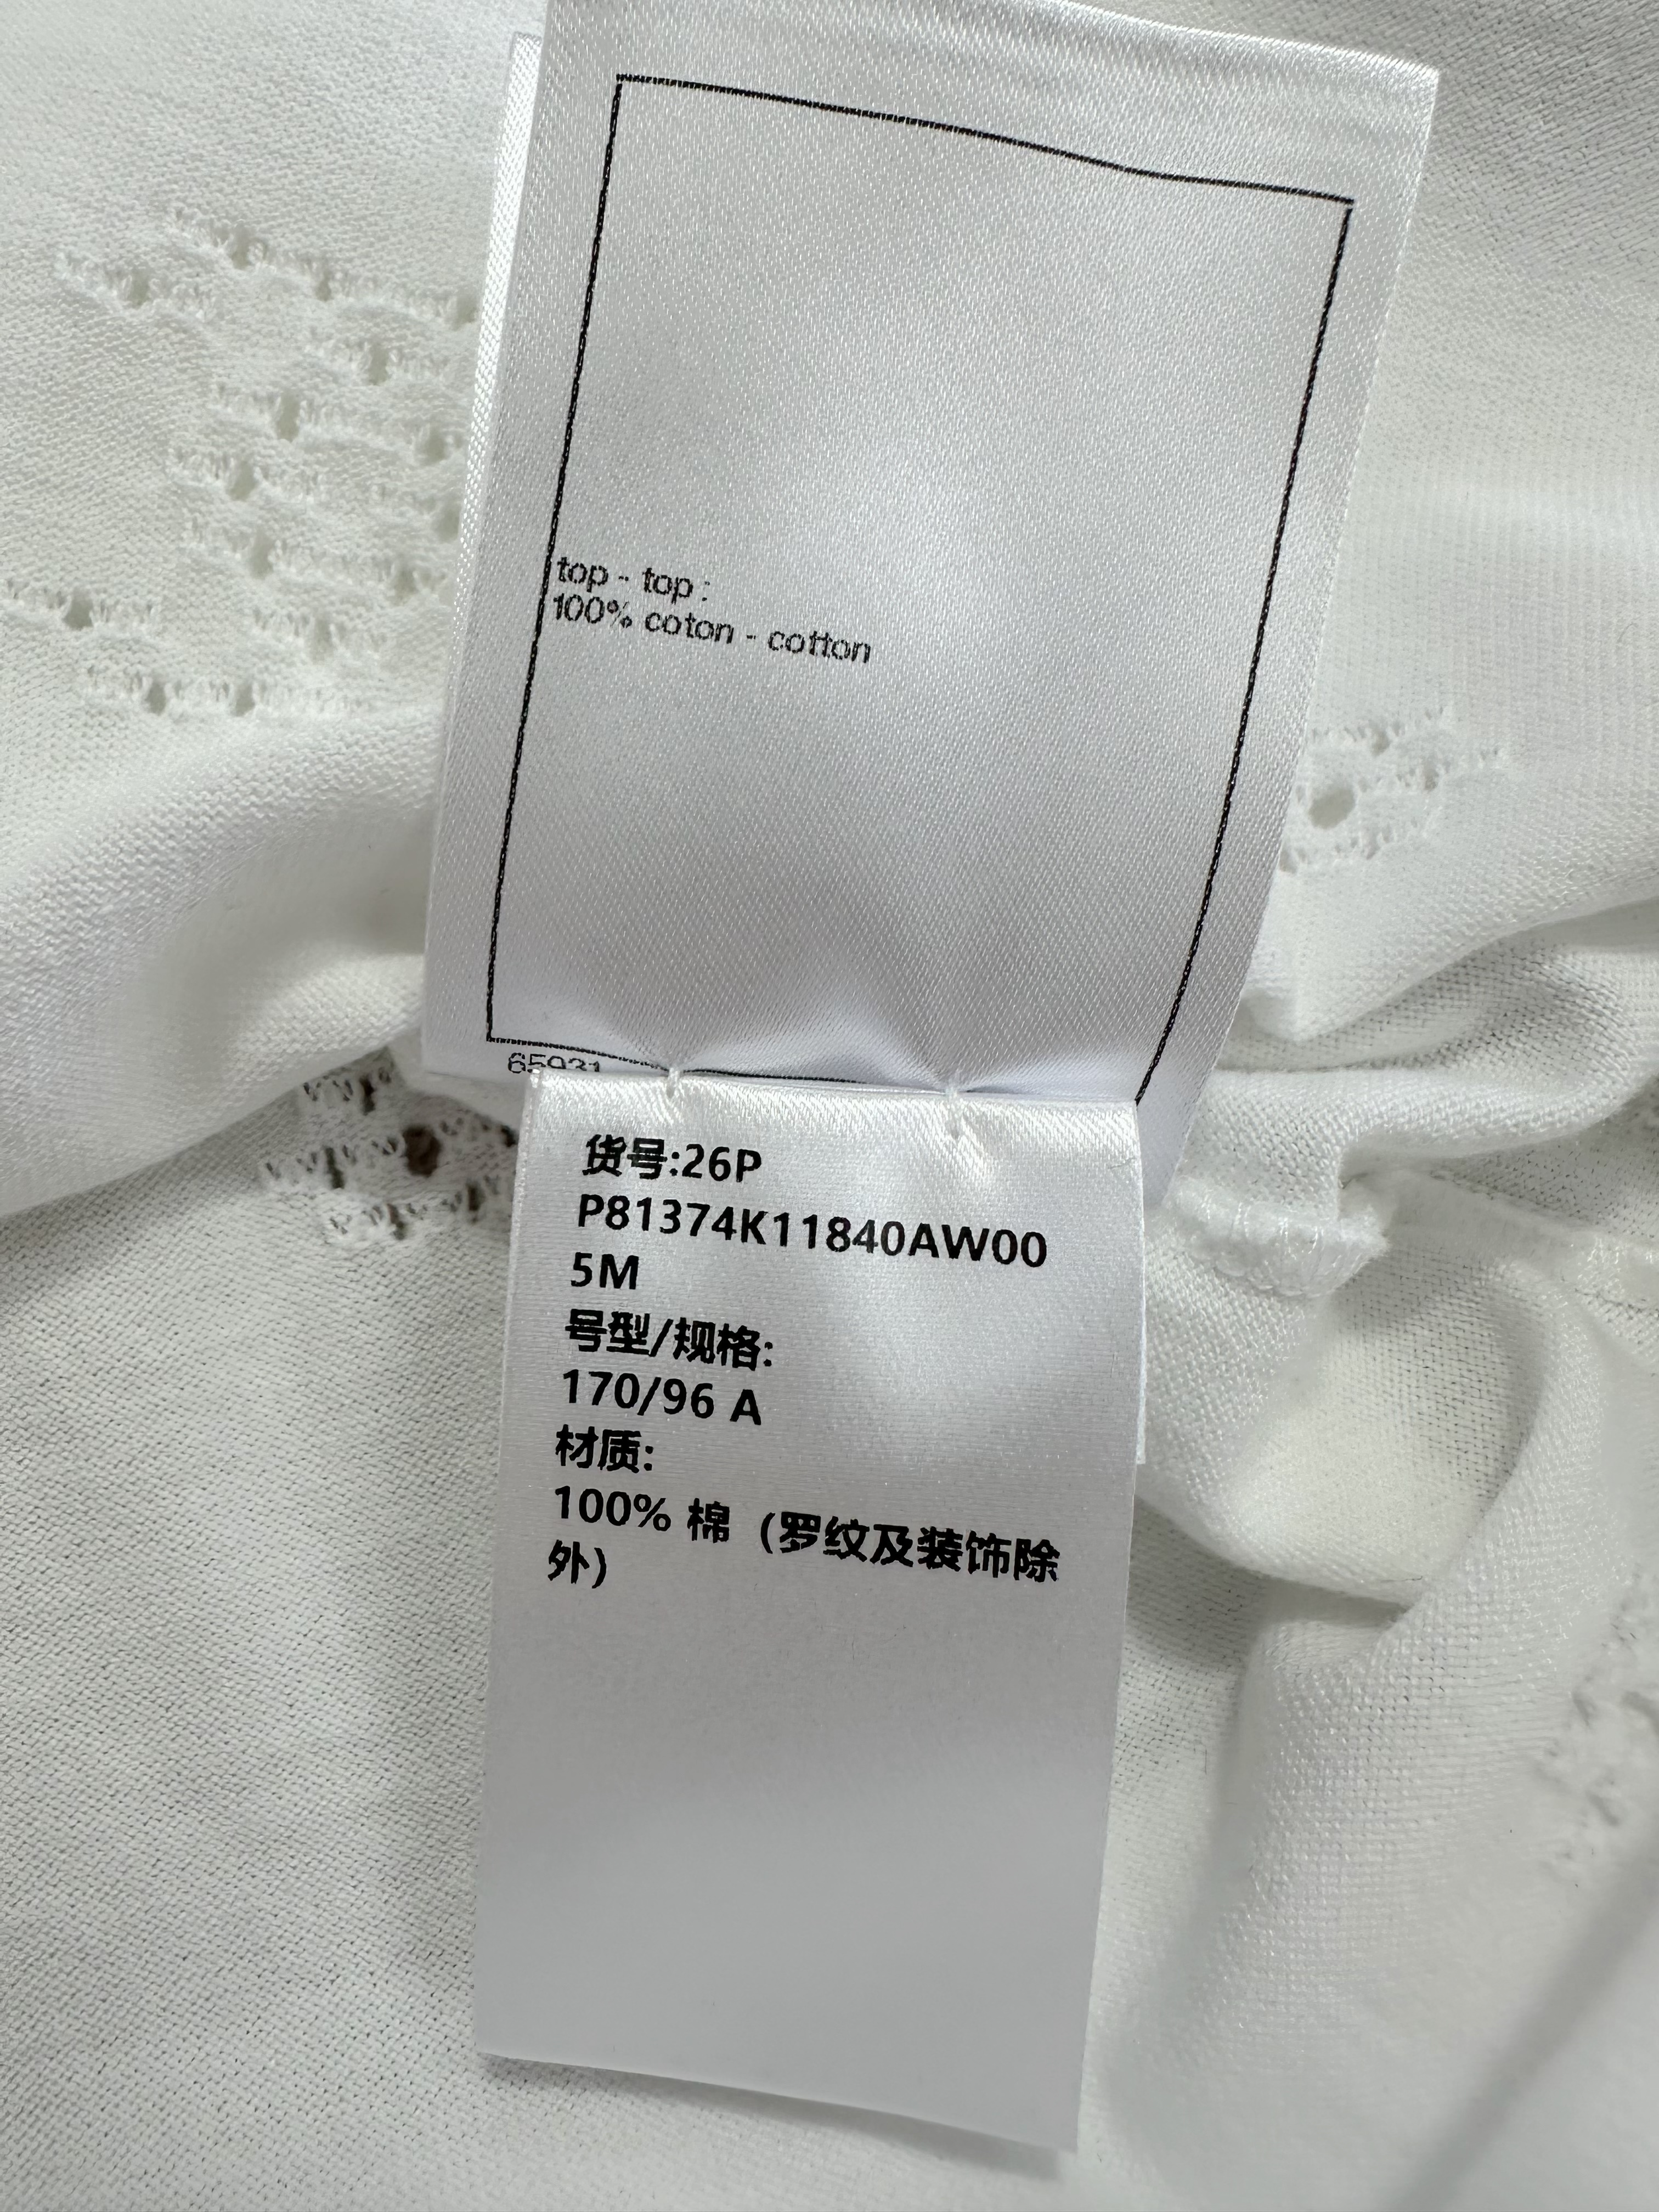 top - top :
100% coton - cotton
65931
货号:26P
P81374K11840AW00
5M
号型/规格:
170/96 A
材质:
100% 棉（罗纹及装饰除
外）